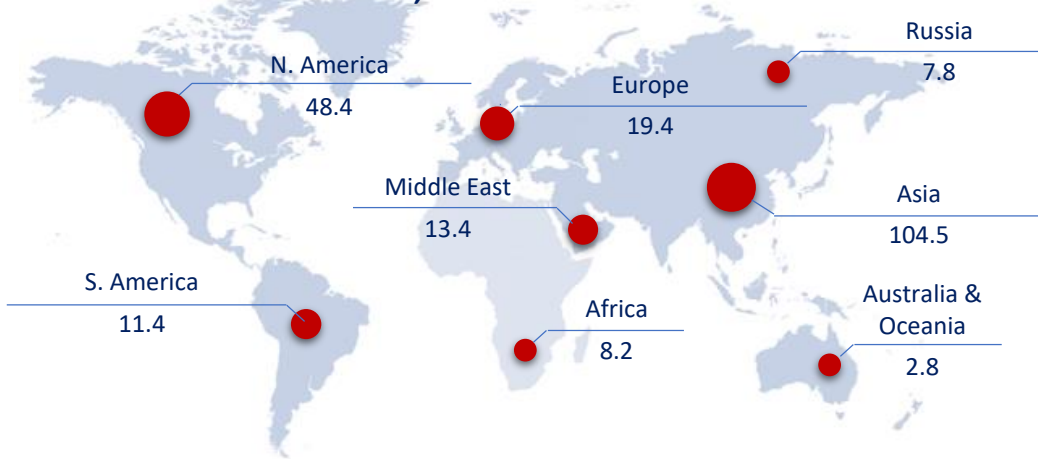 Russia
7.8
N. America
48.4
Europe
19.4
Middle East
13.4
Asia
104.5
S. America
11.4
Africa
8.2
Australia &
Oceania
2.8